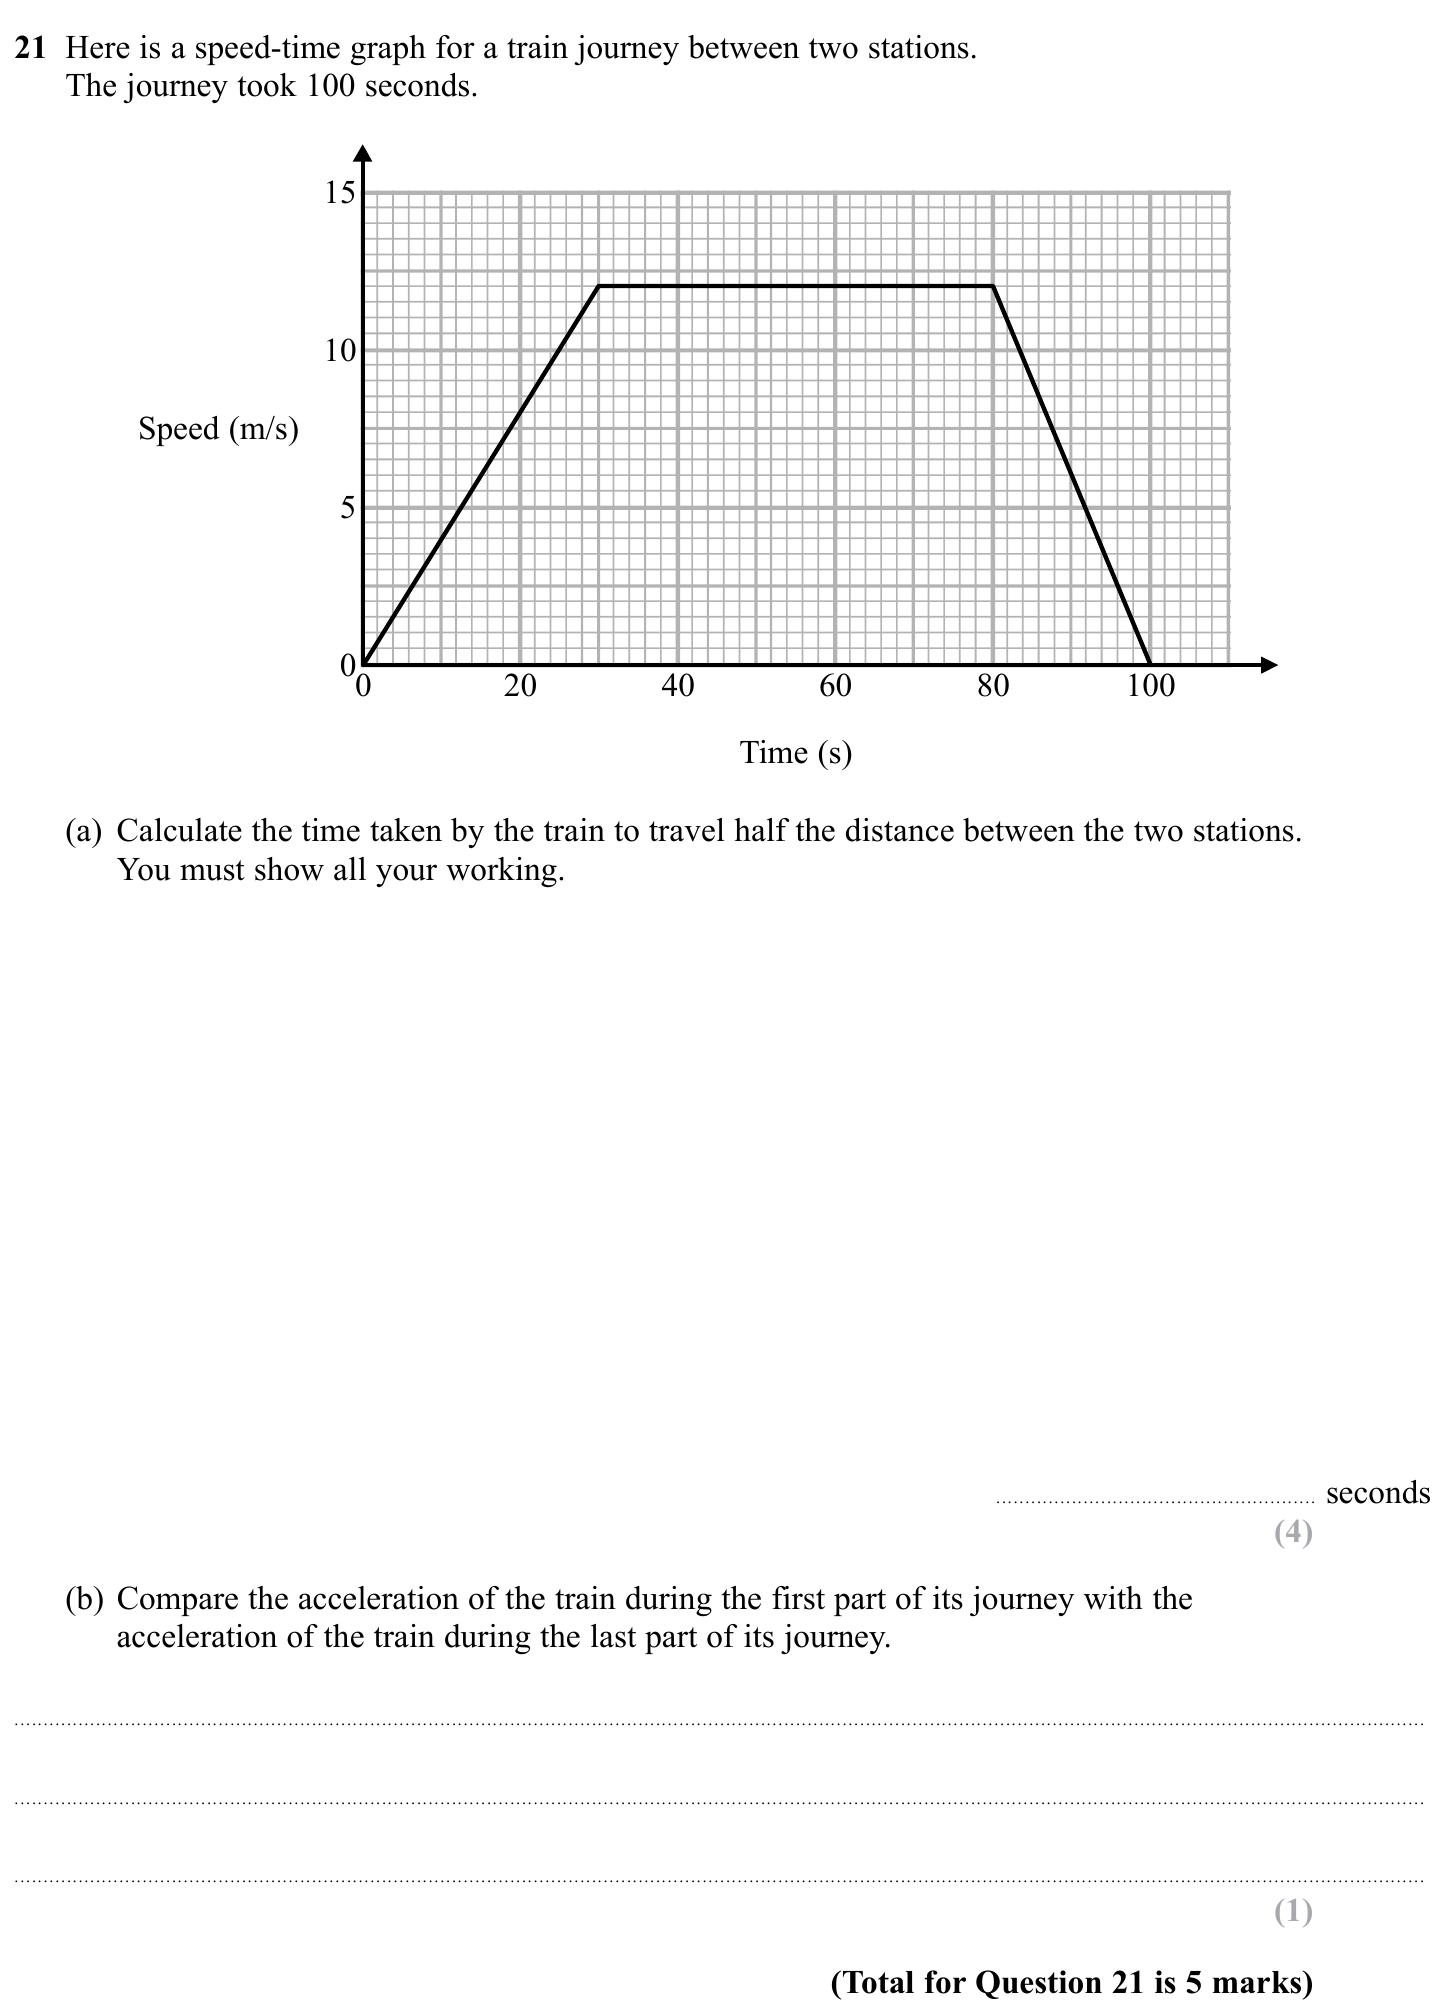 21 Here is a speed-time graph for a train journey between two stations.
The journey took 100 seconds.
15
10
Speed (m/s)
5
0
0 20 40 60 80 100
Time (s)
(a) Calculate the time taken by the train to travel half the distance between the two stations.
You must show all your working.
seconds
(4)
(b) Compare the acceleration of the train during the first part of its journey with the
acceleration of the train during the last part of its journey.
(1)
(Total for Question 21 is 5 marks)